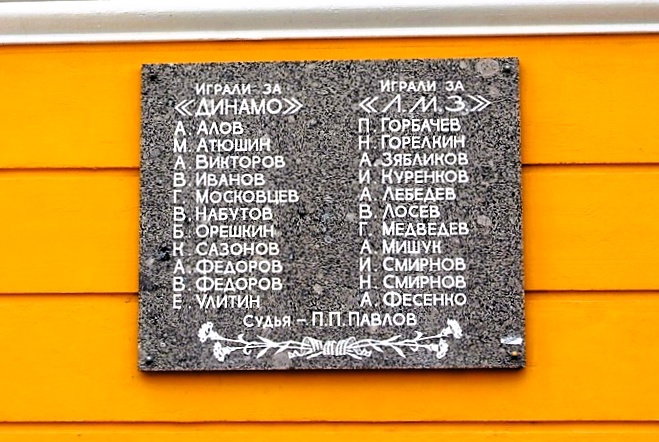 ИГРАЛИ ЗА
«ДИНАМО»
А. АЛОВ
М. АТЮШИН
А. ВИКТОРОВ
В. ИВАНОВ
Г. МОСКОВЦЕВ
В. НАБУТОВ
Б. ОРЕШКИН
К. САЗОНОВ
А. ФЕДОРОВ
В. ФЕДОРОВ
Е. УЛИТИН
ИГРАЛИ ЗА
«Л.М.З.»
П. ГОРБАЧЕВ
Н. ГОРЕЛКИН
А. ЗЯБЛИКОВ
И. КУРЕНКОВ
А. ЛЕБЕДЕВ
В. ЛОСЕВ
Г. МЕДВЕДЕВ
А. МИШУК
И. СМИРНОВ
Н. СМИРНОВ
А. ФЕСЕНКО
СУДЬЯ – П.П. ПАВЛОВ